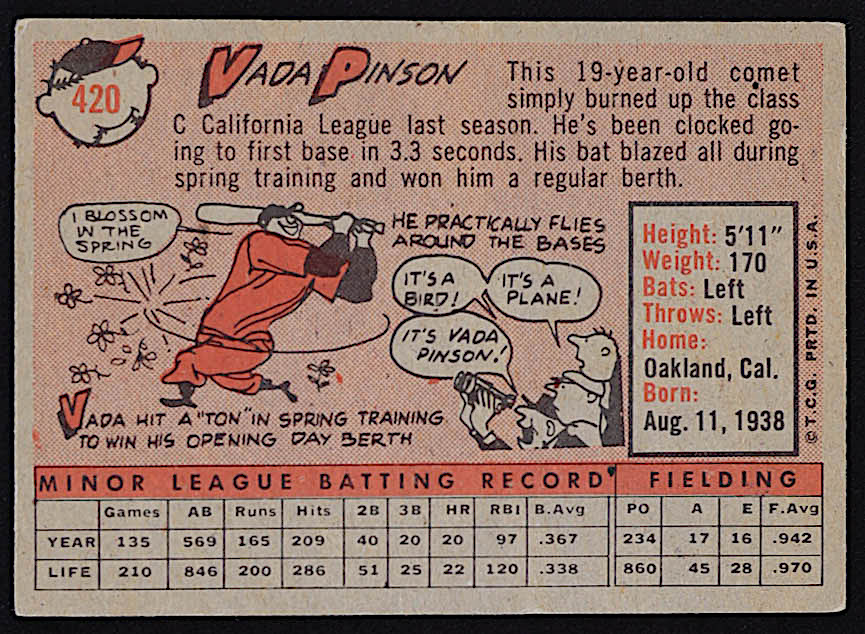 420
VADA PINSON
This 19-year-old comet
simply burned up the class
C California League last season. He's been clocked go-
ing to first base in 3.3 seconds. His bat blazed all during
spring training and won him a regular berth.
I BLOSSOM
IN THE
SPRING
HE PRACTICALLY FLIES
AROUND THE BASES
IT'S A
BIRD!
IT'S A
PLANE!
IT'S VADA
PINSON!
VADA HIT A "TON" IN SPRING TRAINING
TO WIN HIS OPENING DAY BERTH
Height: 5'11"
Weight: 170
Bats: Left
Throws: Left
Home:
Oakland, Cal.
Born:
Aug. 11, 1938
© T.C.G. PRTD. IN U.S.A.
MINOR LEAGUE BATTING RECORD FIELDING
Games AB Runs Hits 2B 3B HR RBI B.Avg PO A E F.Avg
YEAR 135 569 165 209 40 20 20 97 .367 234 17 16 .942
LIFE 210 846 200 286 51 25 22 120 .338 860 45 28 .970